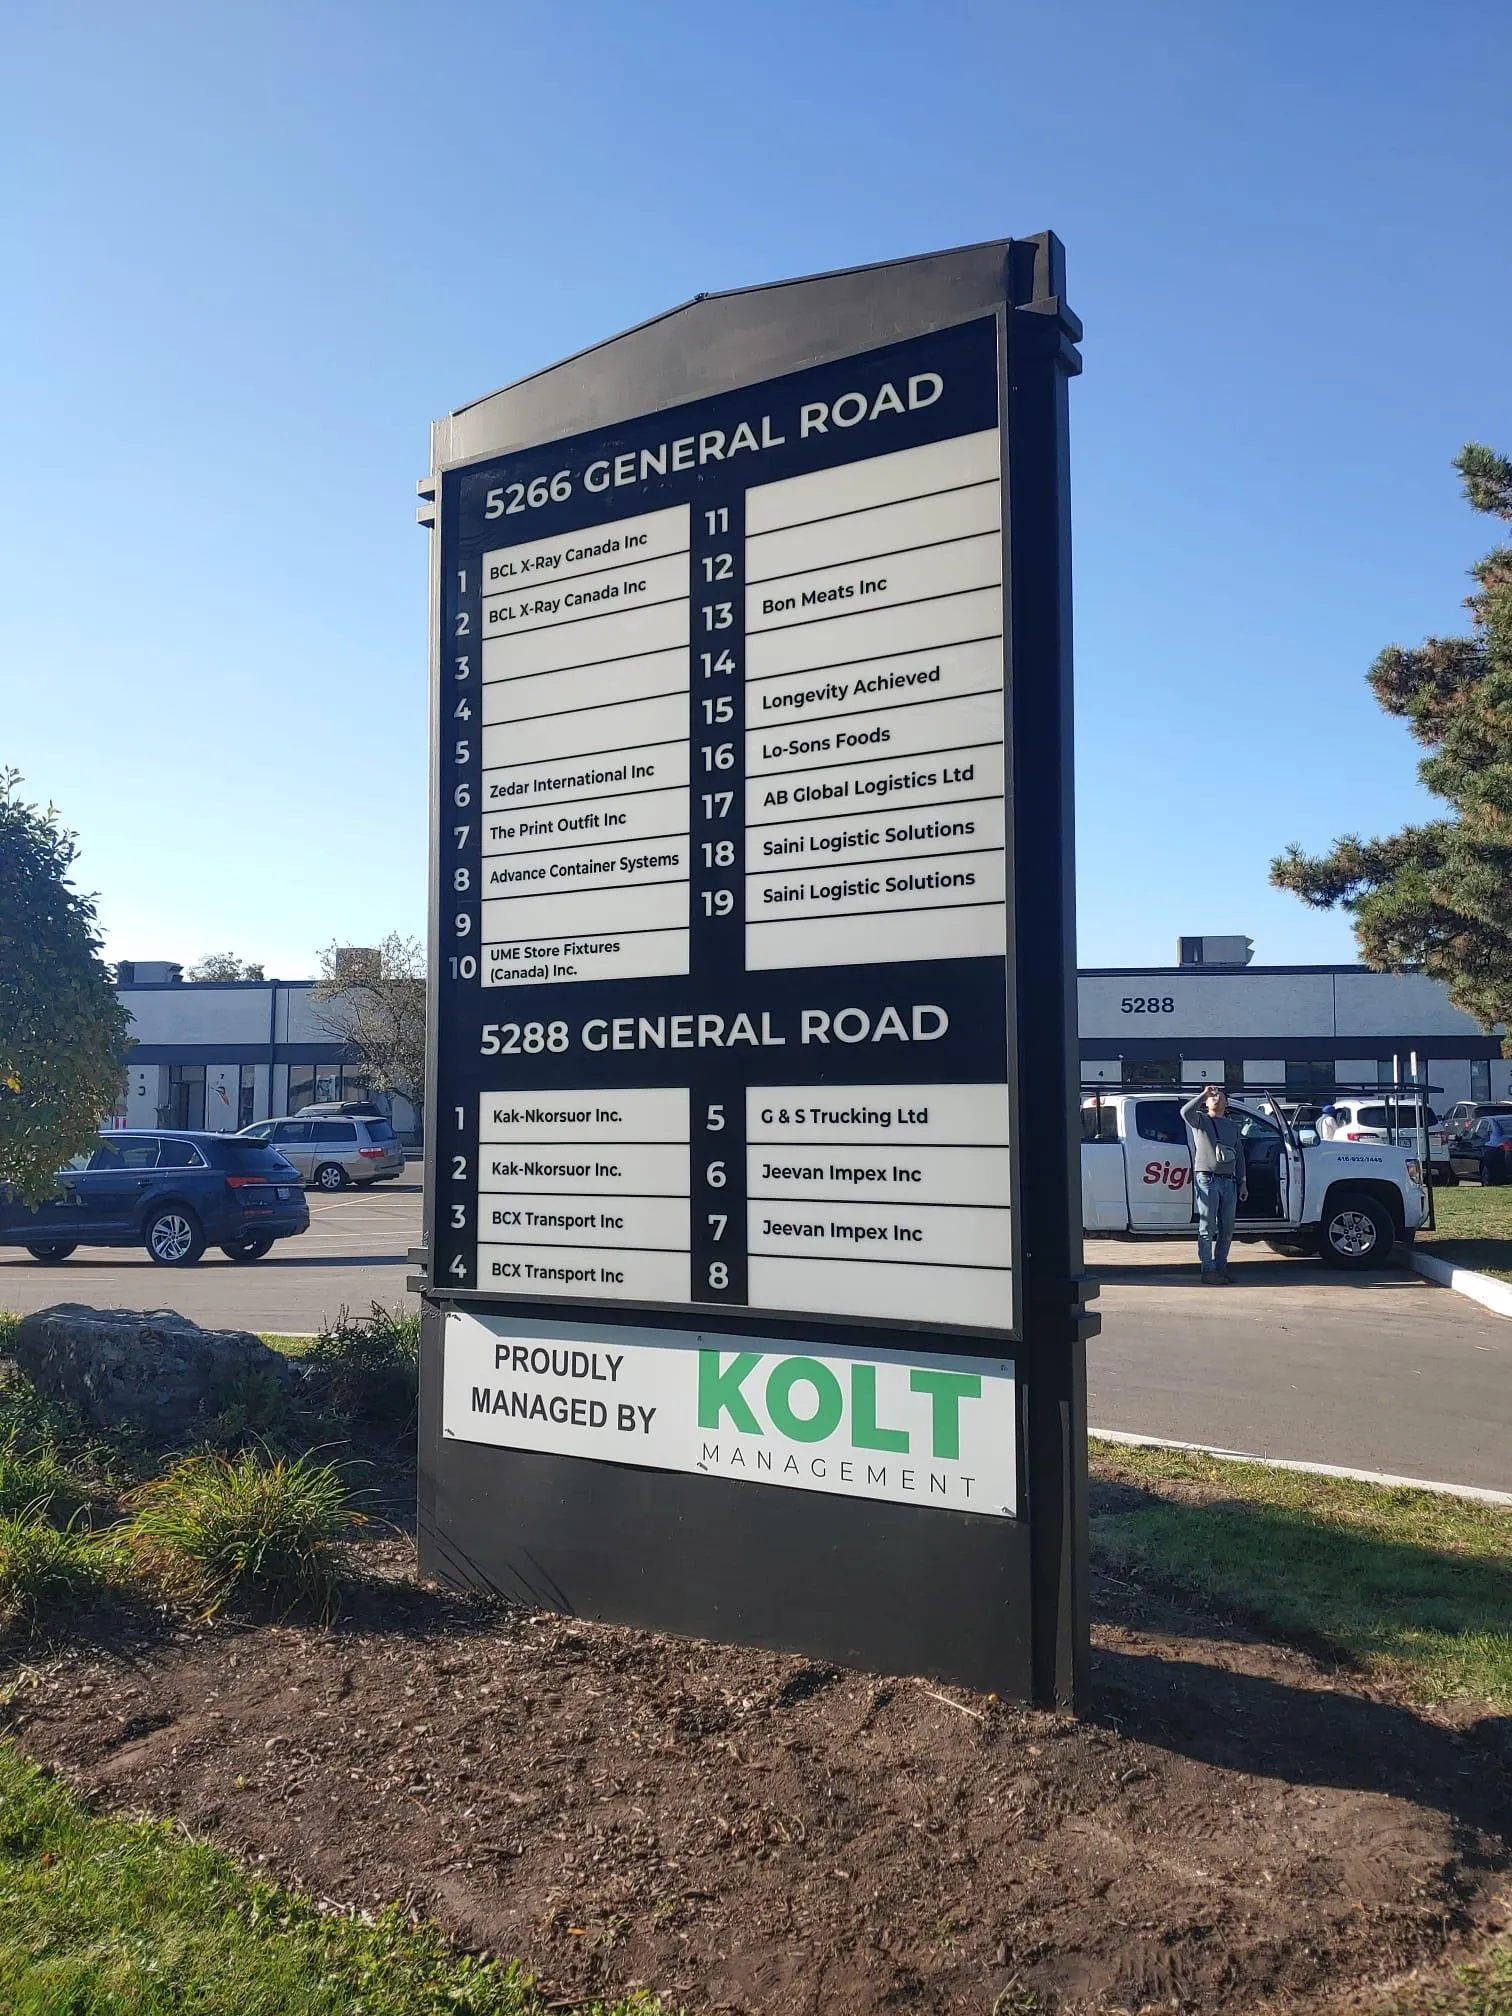 5266 GENERAL ROAD
1 BCL X-Ray Canada Inc
2 BCL X-Ray Canada Inc
3
4
5
6 Zedar International Inc
7 The Print Outfit Inc
8 Advance Container Systems
9
10 UME Store Fixtures
(Canada) Inc.
11
12
13 Bon Meats Inc
14
15 Longevity Achieved
16 Lo-Sons Foods
17 AB Global Logistics Ltd
18 Saini Logistic Solutions
19 Saini Logistic Solutions
5288 GENERAL ROAD
1 Kak-Nkorsuor Inc.
2 Kak-Nkorsuor Inc.
3 BCX Transport Inc
4 BCX Transport Inc
5 G & S Trucking Ltd
6 Jeevan Impex Inc
7 Jeevan Impex Inc
8
PROUDLY
MANAGED BY
KOLT
MANAGEMENT
5288
4
3
7
Sig